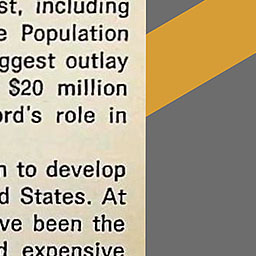 st, including
e Population
ggest outlay
$20 million
ord's role in
n to develop
d States. At
ve been the
d expensive